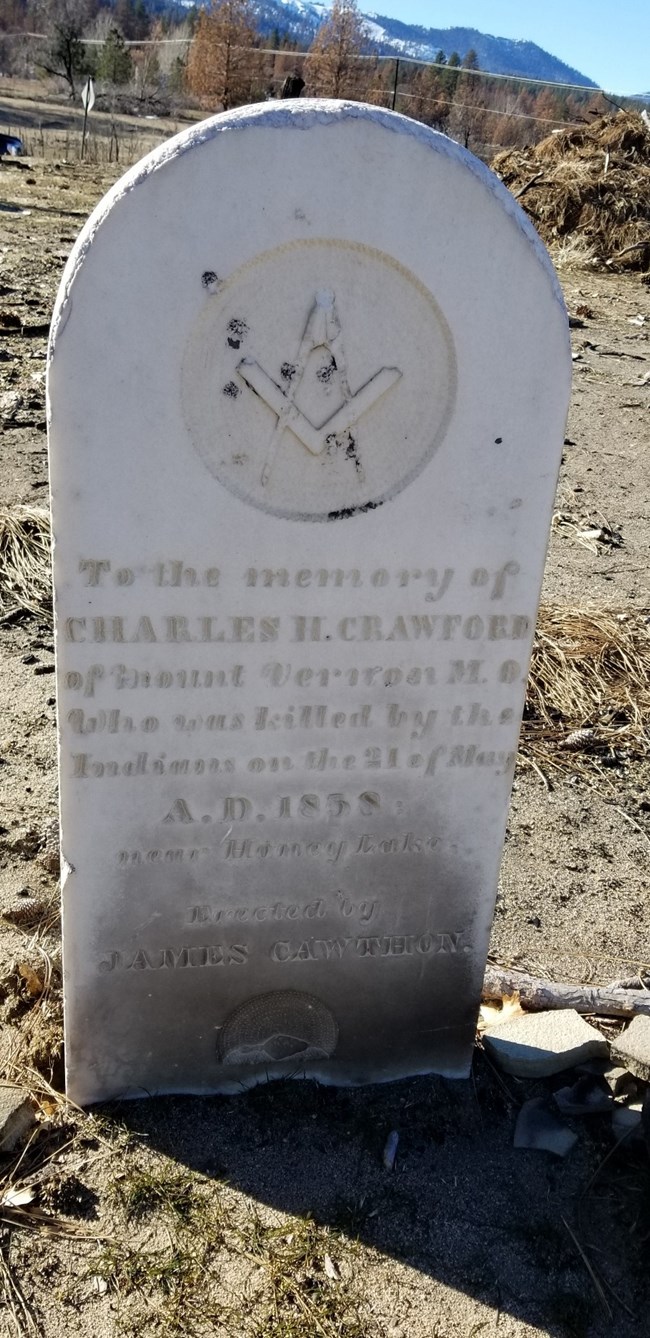 To the memory of
CHARLES H. CRAWFORD
of Mount Vernon M. O.
Who was killed by the
Indians on the 21 of May
A. D. 1858:
near Honey Lake.
Erected by
JAMES CAWTHON.